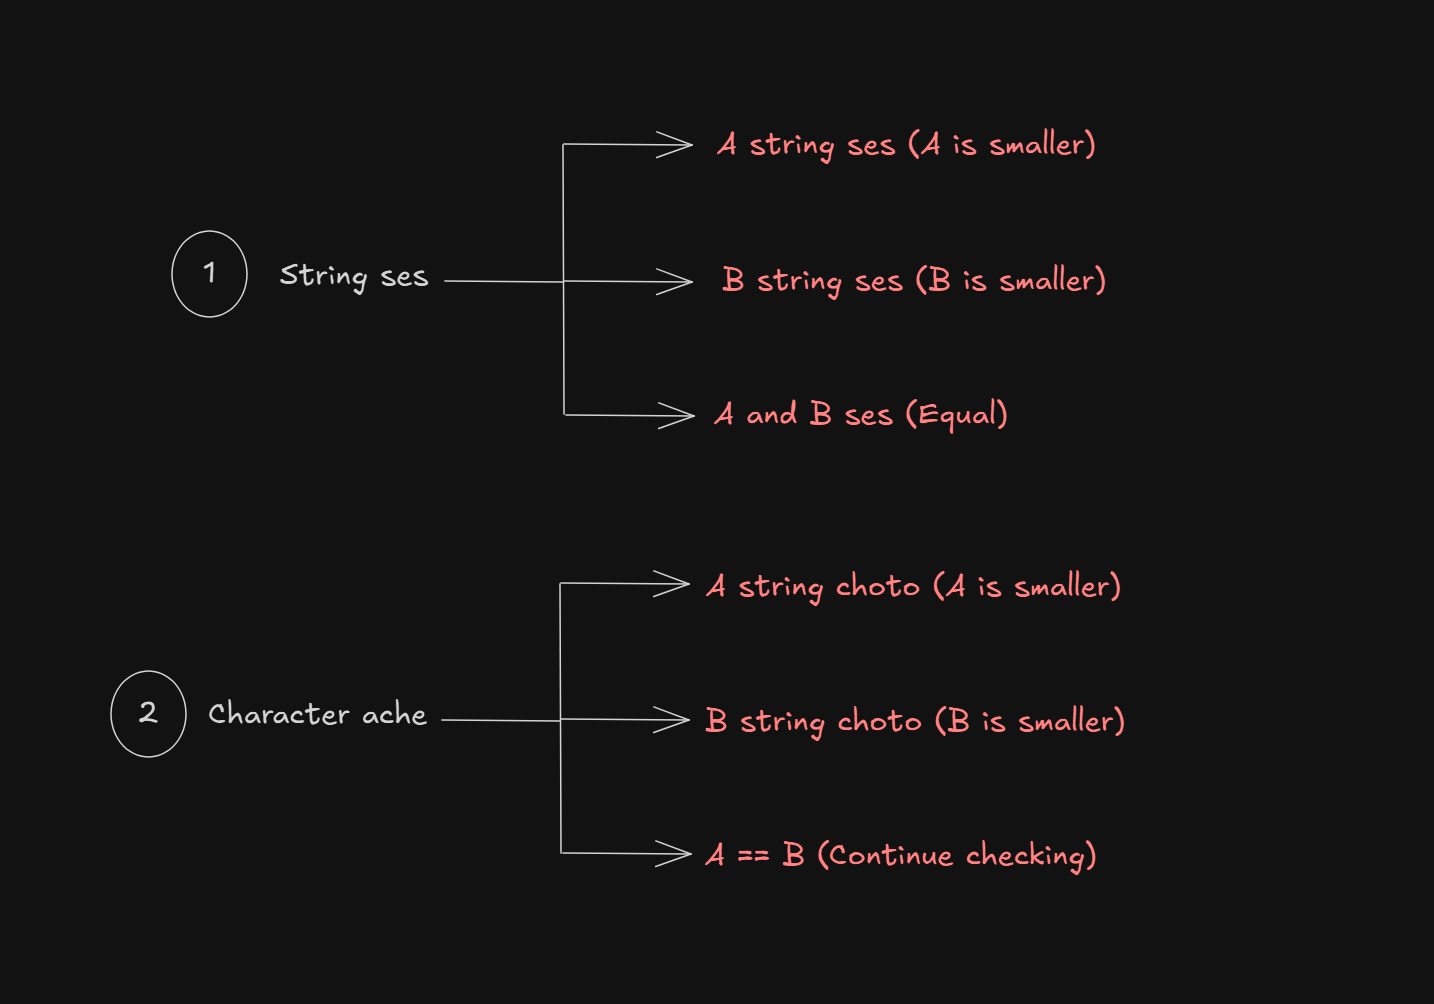 A string ses (A is smaller)
1 String ses
B string ses (B is smaller)
A and B ses (Equal)
A string choto (A is smaller)
2 Character ache
B string choto (B is smaller)
A == B (Continue checking)